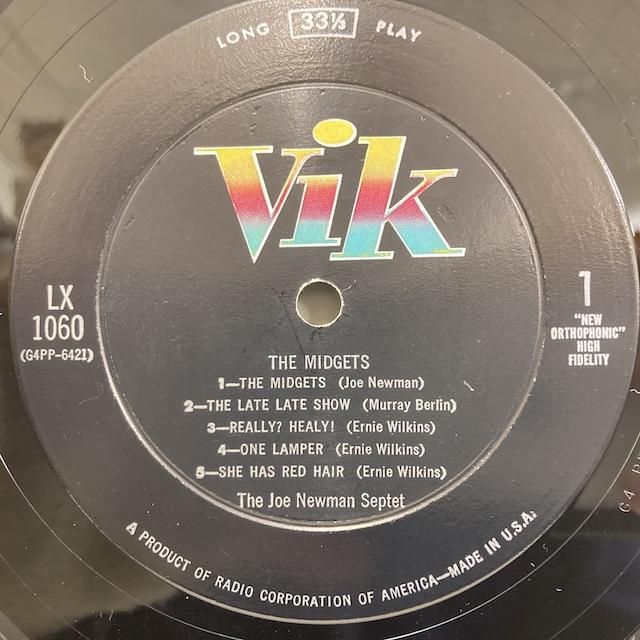 LONG 33⅓ PLAY
Vik
LX
1060
(G4PP-6421)
1
"NEW
ORTHOPHONIC"
HIGH
FIDELITY
THE MIDGETS
1—THE MIDGETS (Joe Newman)
2—THE LATE LATE SHOW (Murray Berlin)
3—REALLY? HEALY! (Ernie Wilkins)
4—ONE LAMPER (Ernie Wilkins)
5—SHE HAS RED HAIR (Ernie Wilkins)
The Joe Newman Septet
A PRODUCT OF RADIO CORPORATION OF AMERICA—MADE IN U.S.A.